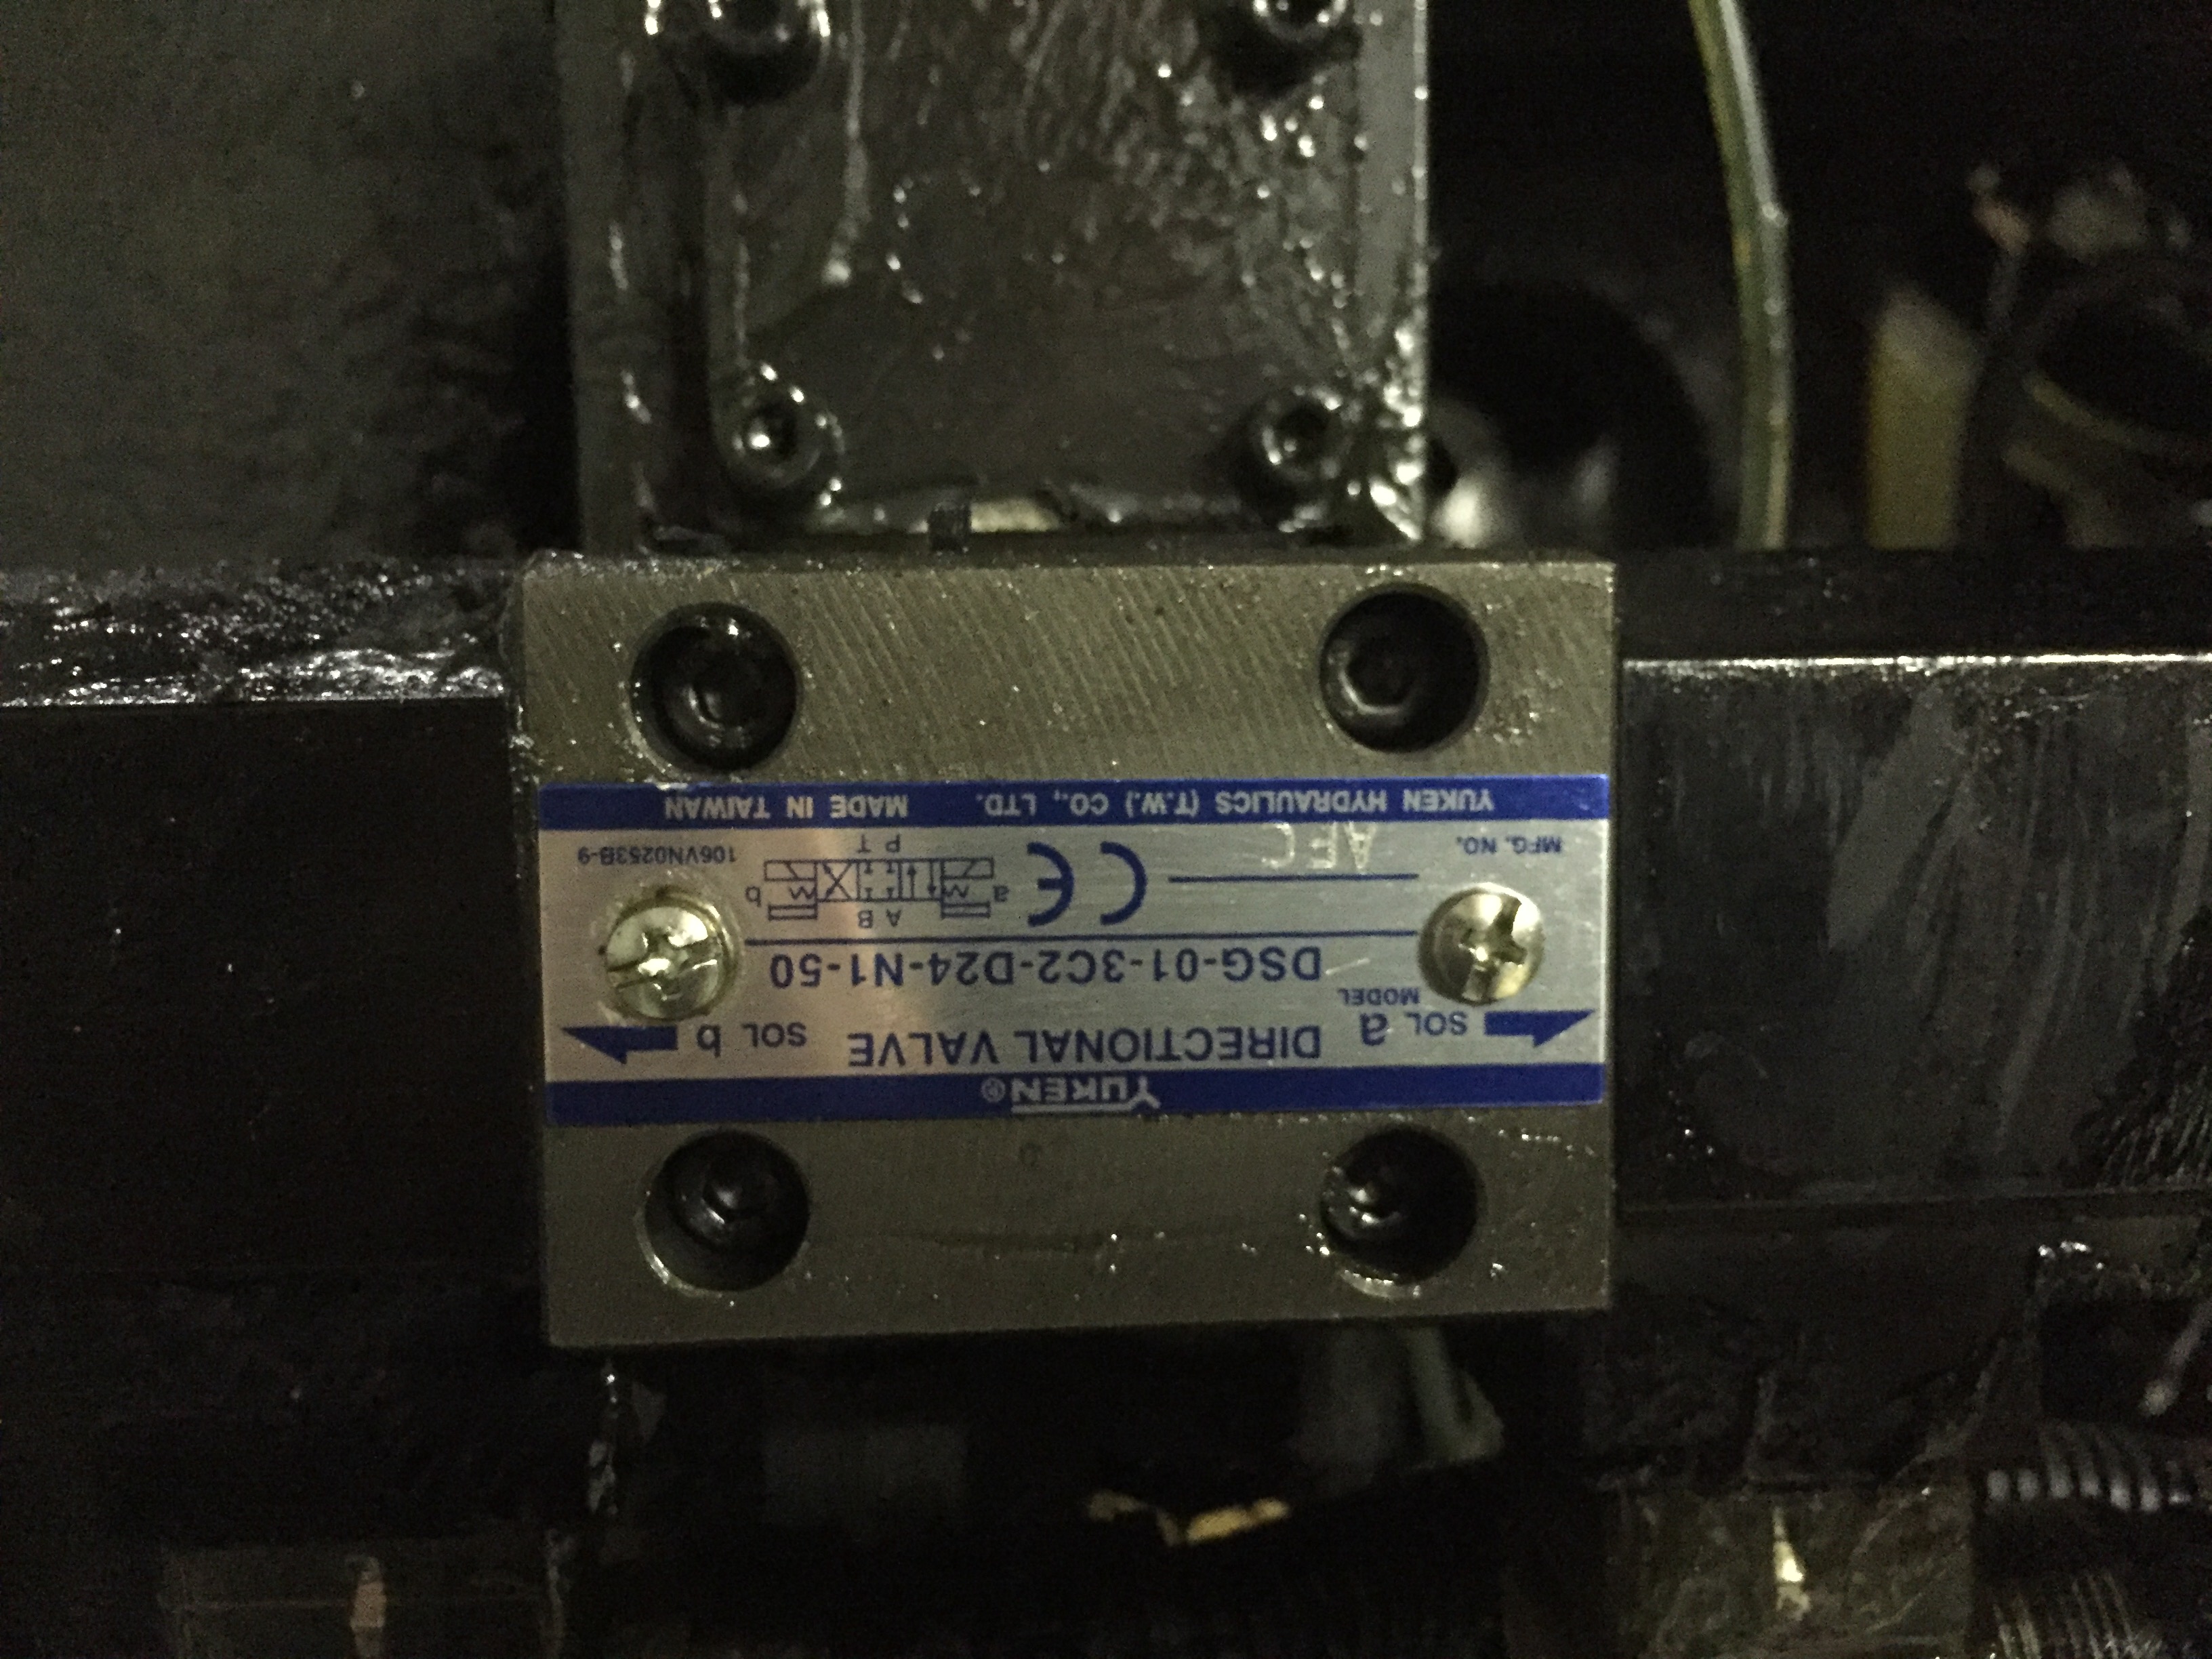 YUKEN®
SOL a DIRECTIONAL VALVE SOL b
MODEL
DSG-01-3C2-D24-N1-50
A B
a b
P T
CE
MFG. NO. 106VN0253B-9
YUKEN HYDRAULICS (T.W.) CO., LTD. MADE IN TAIWAN